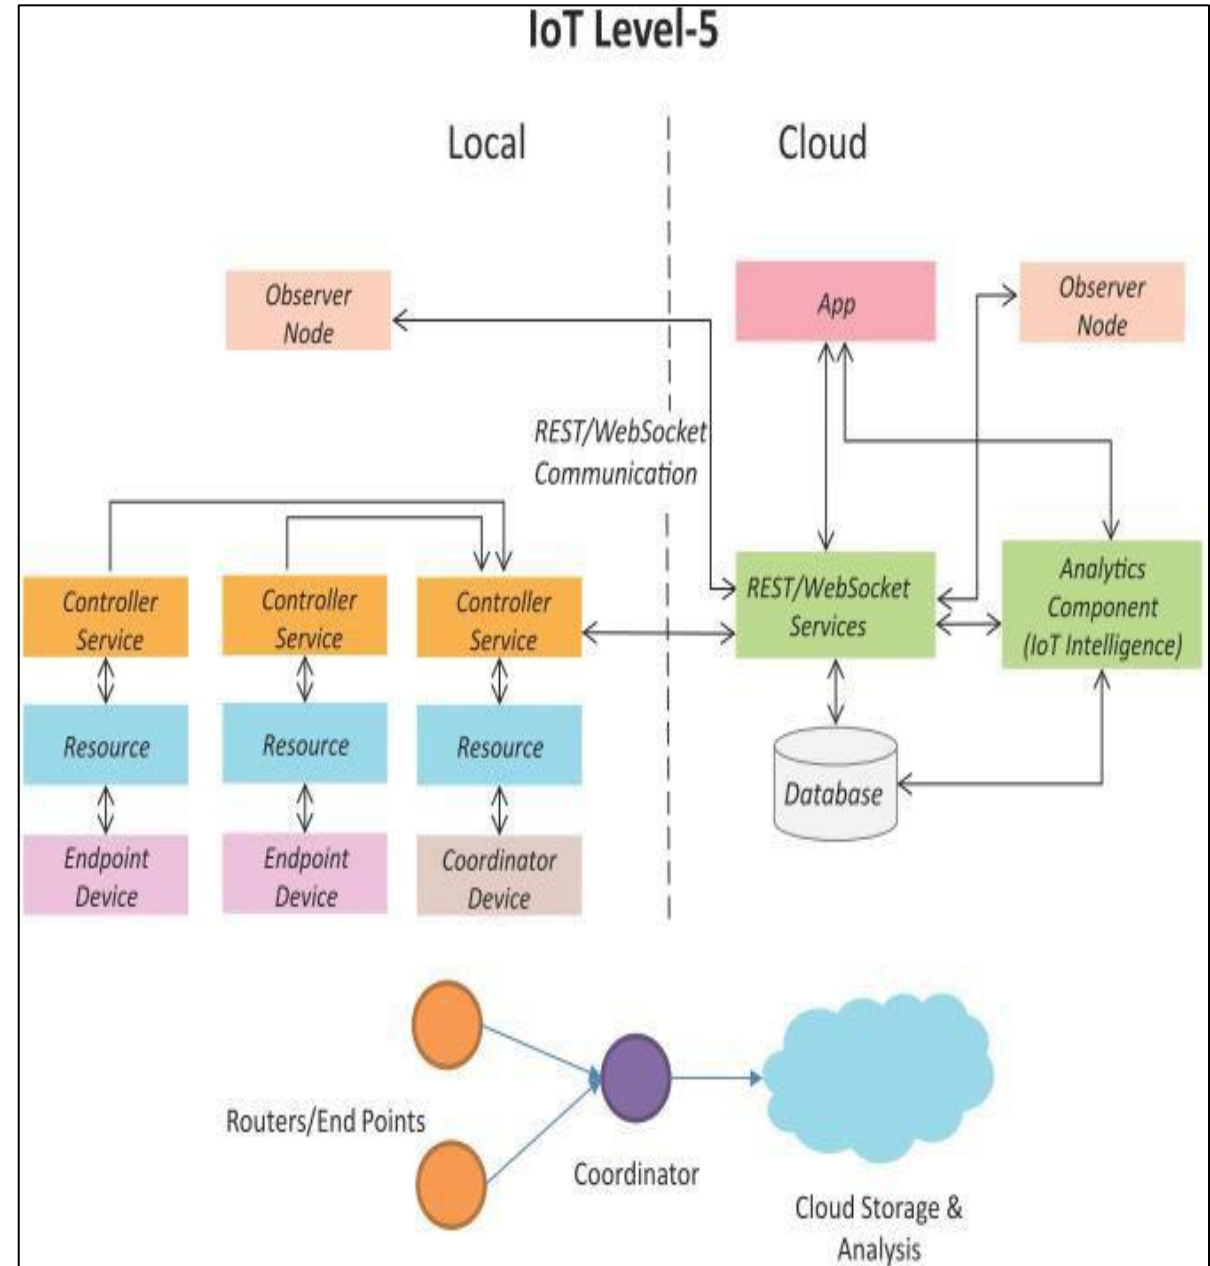 IoT Level-5
Local
Cloud
Observer
Node
App
Observer
Node
REST/WebSocket
Communication
Controller
Service
Controller
Service
Controller
Service
REST/WebSocket
Services
Analytics
Component
(IoT Intelligence)
Resource
Resource
Resource
Database
Endpoint
Device
Endpoint
Device
Coordinator
Device
Routers/End Points
Coordinator
Cloud Storage &
Analysis